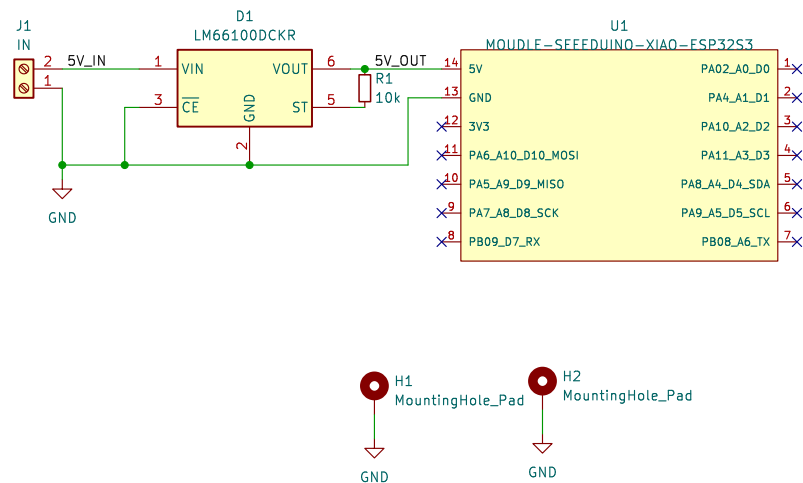 J1
IN
2
1
5V_IN
D1
LM66100DCKR
1
VIN
3
CE
GND
2
VOUT
6
ST
5
5V_OUT
R1
10k
GND
U1
MOUDLE-SEEEDUINO-XIAO-ESP32S3
14 5V
13 GND
12 3V3
11 PA6_A10_D10_MOSI
10 PA5_A9_D9_MISO
9 PA7_A8_D8_SCK
8 PB09_D7_RX
PA02_A0_D0 1
PA4_A1_D1 2
PA10_A2_D2 3
PA11_A3_D3 4
PA8_A4_D4_SDA 5
PA9_A5_D5_SCL 6
PB08_A6_TX 7
H1
MountingHole_Pad
GND
H2
MountingHole_Pad
GND